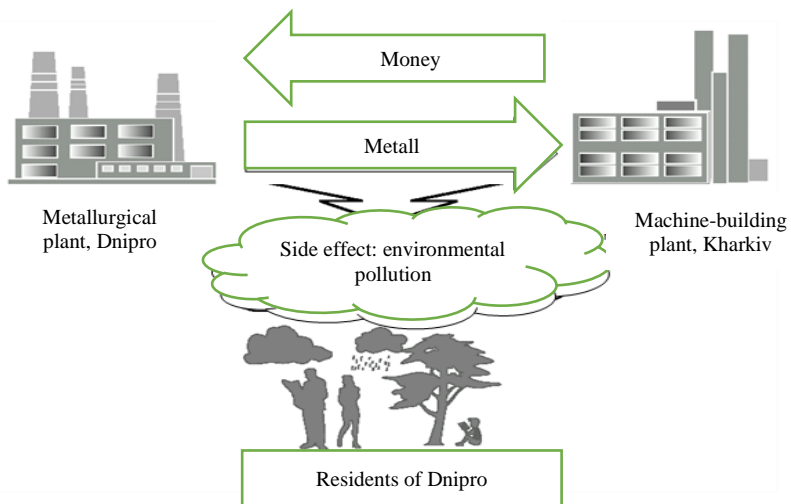 Money
Metall
Metallurgical
plant, Dnipro
Machine-building
plant, Kharkiv
Side effect: environmental
pollution
Residents of Dnipro